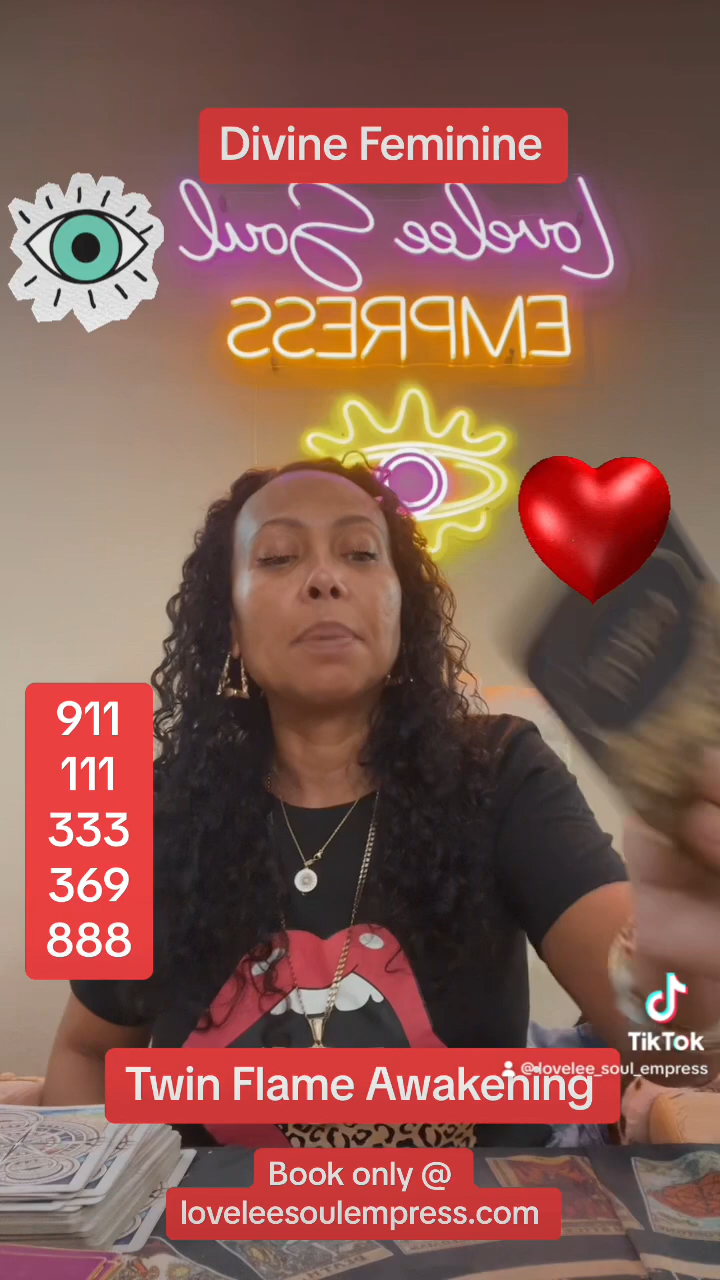 Divine Feminine
Lovelee Soul
EMPRESS
911
111
333
369
888
TikTok
@lovelee_soul_empress
Twin Flame Awakening
Book only @
loveleesoulempress.com